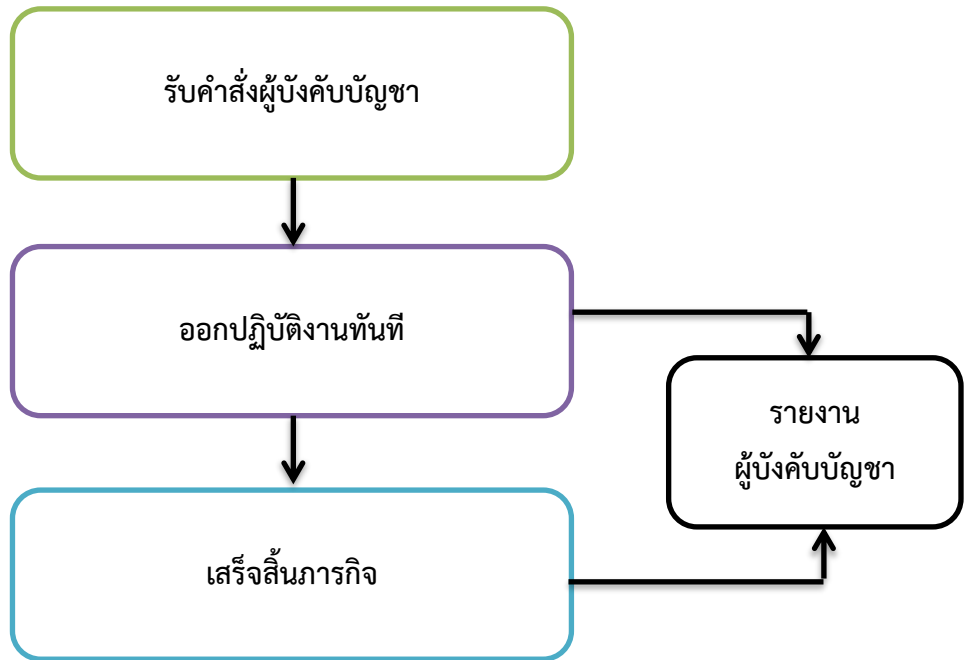 รับคำสั่งผู้บังคับบัญชา
ออกปฏิบัติงานทันที
รายงาน
ผู้บังคับบัญชา
เสร็จสิ้นภารกิจ